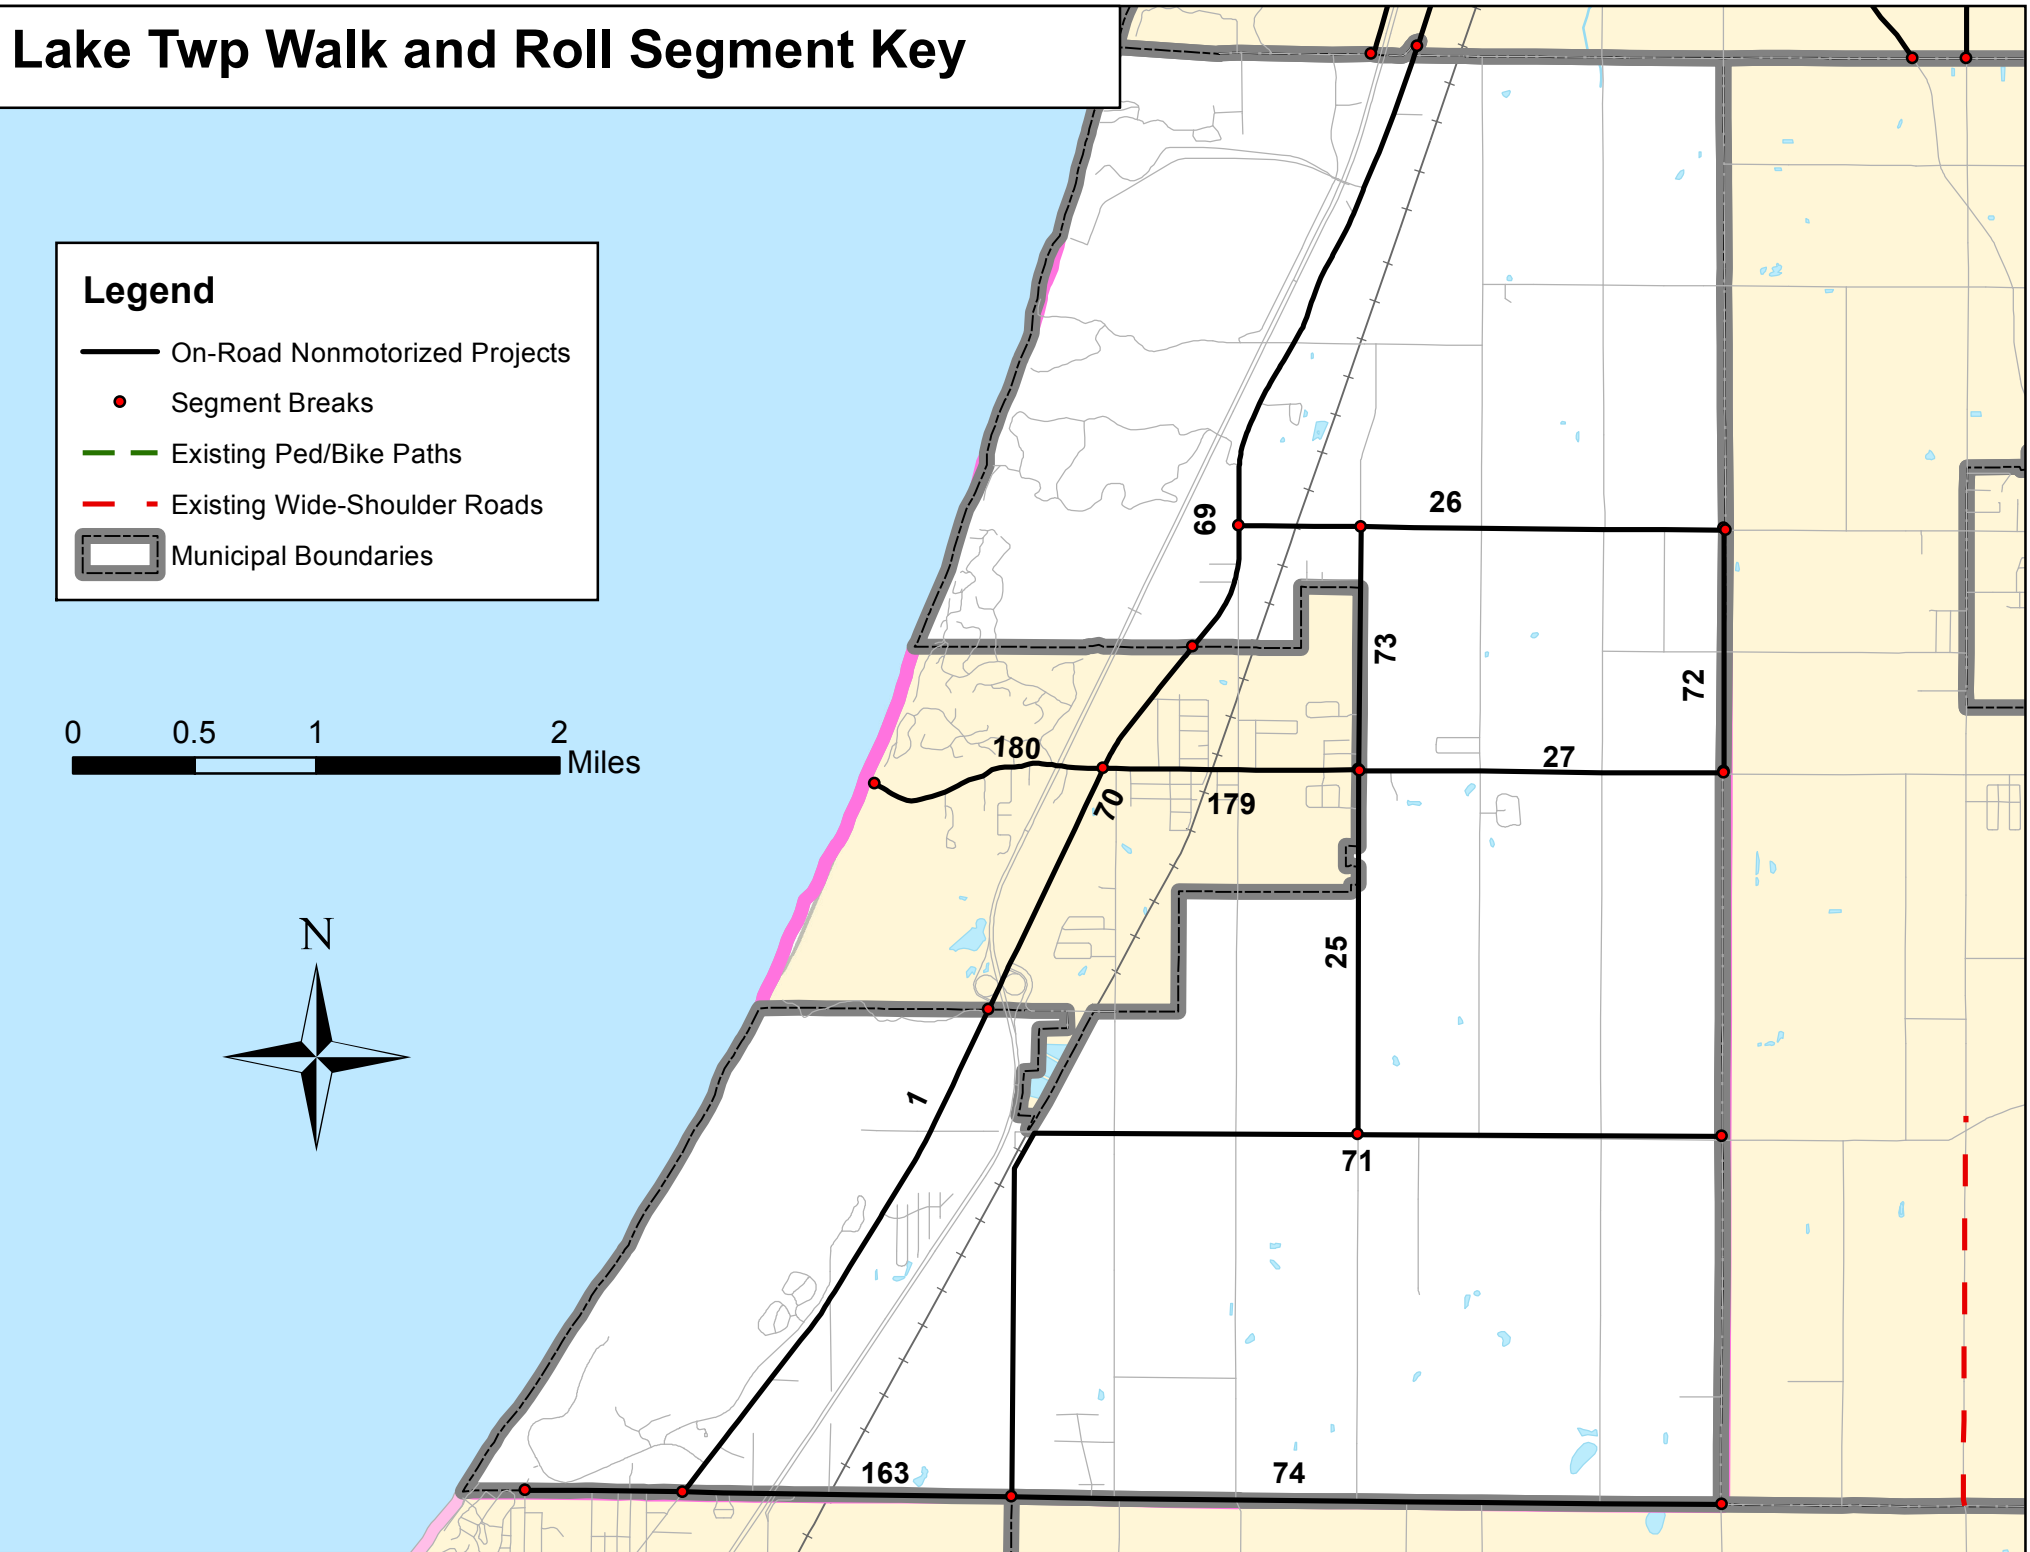 Lake Twp Walk and Roll Segment Key
Legend
On-Road Nonmotorized Projects
Segment Breaks
Existing Ped/Bike Paths
Existing Wide-Shoulder Roads
Municipal Boundaries
0 0.5 1 2
Miles
N
26
69
73
72
180
27
70
179
25
1
71
163
74